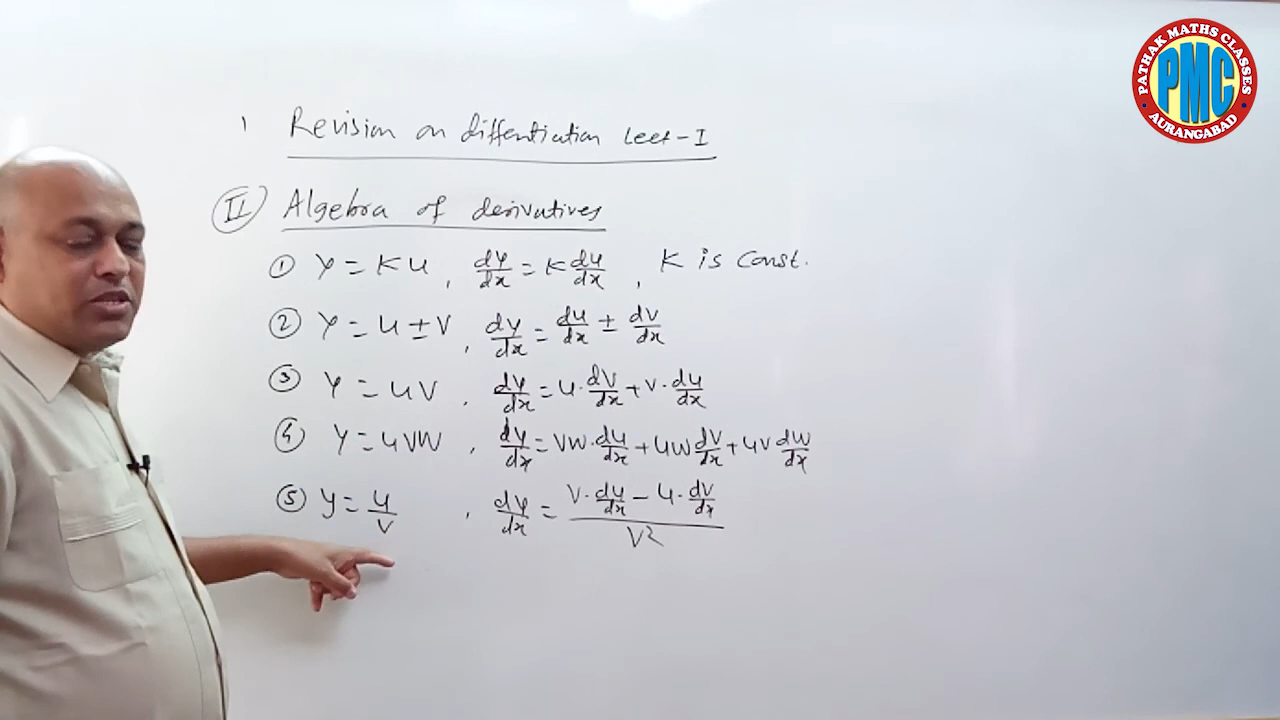 PATHAK MATHS CLASSES
PMC
AURANGABAD
Revision on diffentiation Lect-I
II Algebra of derivatives
① y = Ku , dy/dx = K du/dx , K is Const.
② y = u ± v , dy/dx = du/dx ± dv/dx
③ y = uv , dy/dx = u · dv/dx + v · du/dx
④ y = uvw , dy/dx = vw · du/dx + uw dv/dx + uv dw/dx
⑤ y = u/v , dy/dx = (v · du/dx - u · dv/dx)/v²